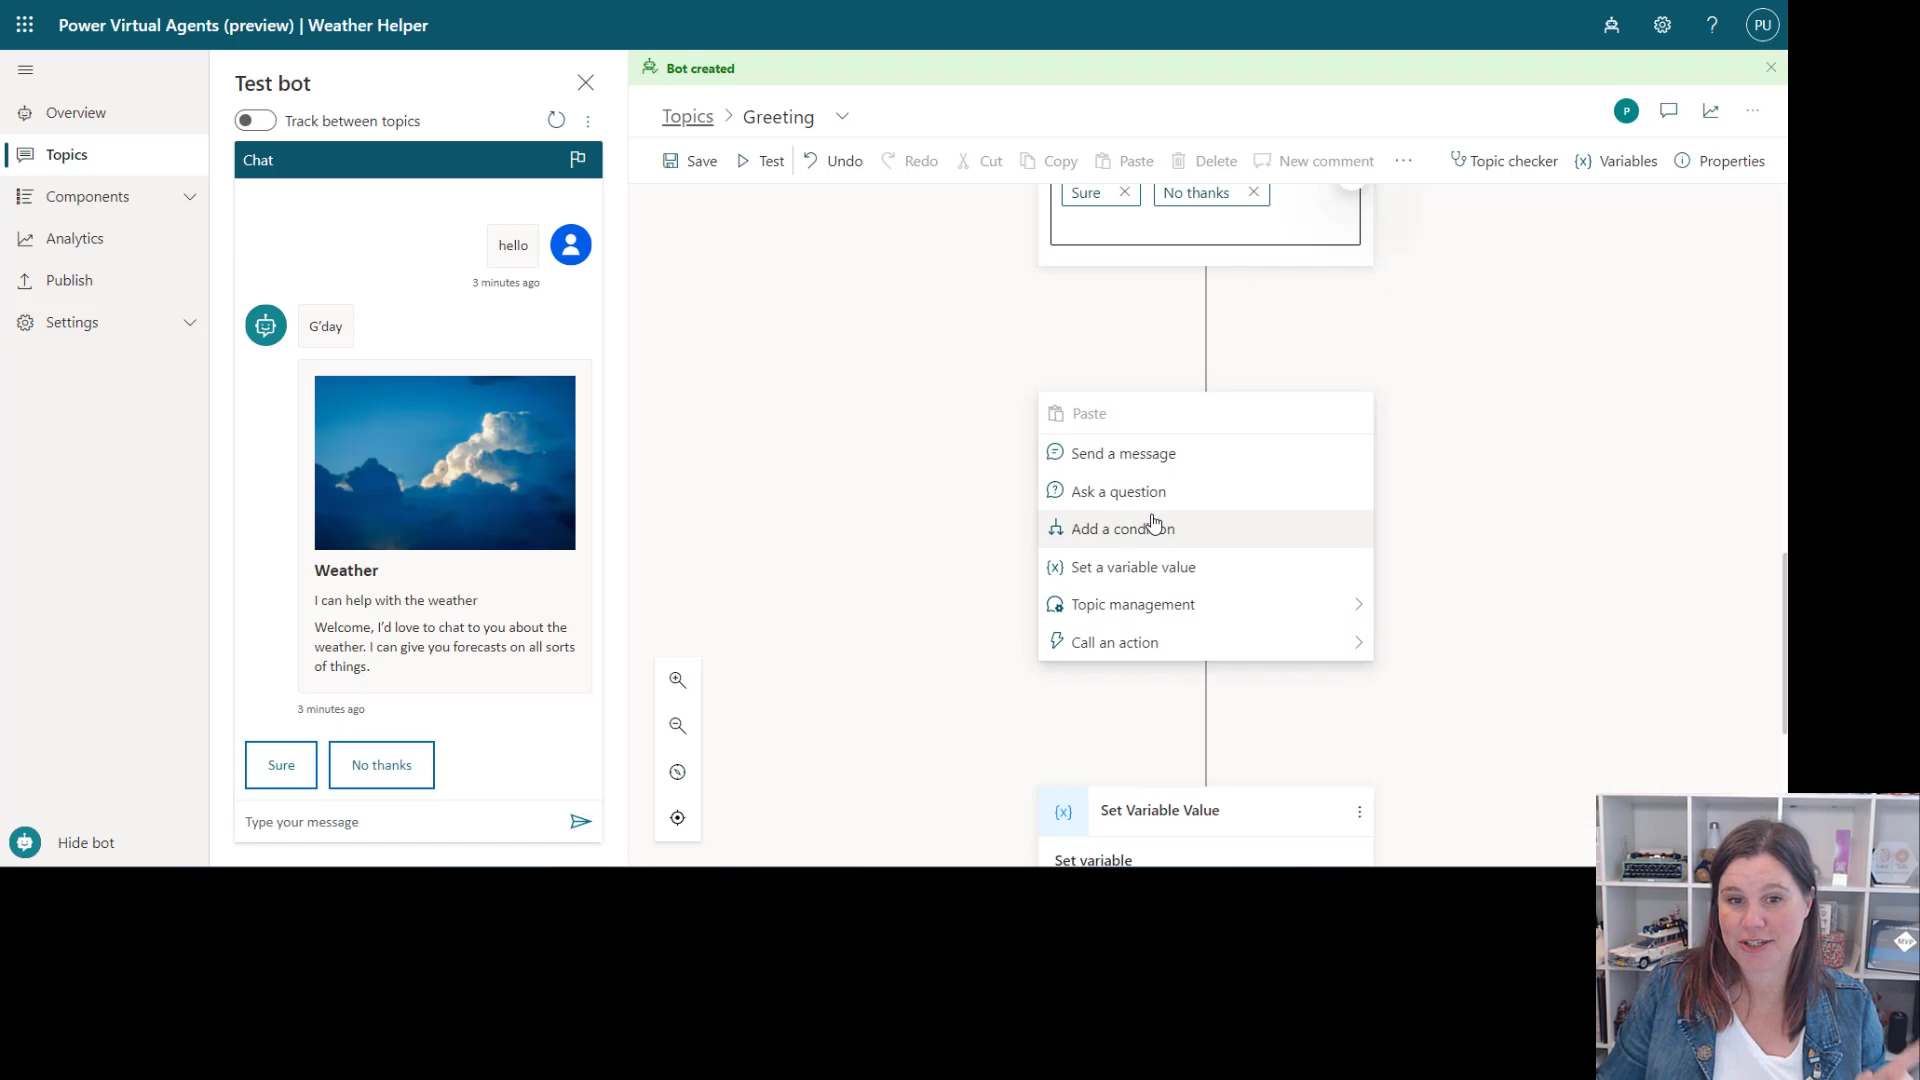 Power Virtual Agents (preview) | Weather Helper
PU
Overview
Topics
Components
Analytics
Publish
Settings
Hide bot
Test bot
Track between topics
Chat
hello
3 minutes ago
G'day
Weather
I can help with the weather
Welcome, I'd love to chat to you about the
weather. I can give you forecasts on all sorts
of things.
3 minutes ago
Sure
No thanks
Type your message
Bot created
Topics > Greeting
P
Save
Test
Undo
Redo
Cut
Copy
Paste
Delete
New comment
Topic checker
{x} Variables
Properties
Sure
No thanks
Paste
Send a message
Ask a question
Add a condition
{x} Set a variable value
Topic management
Call an action
{x} Set Variable Value
Set variable
MVP